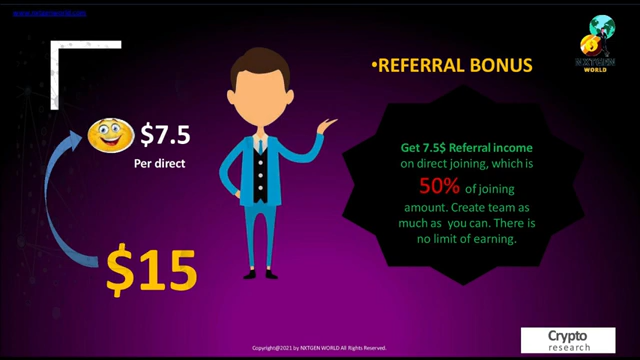 •REFERRAL BONUS
NXTGEN
WORLD
$7.5
Per direct
$15
Get 7.5$ Referral income
on direct joining, which is
50% of joining
amount. Create team as
much as you can. There is
no limit of earning.
Copyright@2021 by NXTGEN WORLD All Rights Reserved.
Crypto
research